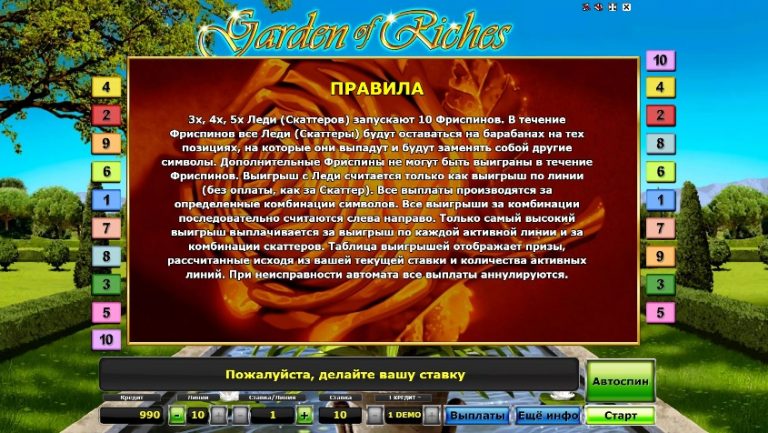 Garden of Riches
ПРАВИЛА
3x, 4x, 5x Леди (Скаттеров) запускают 10 Фриспинов. В течение
Фриспинов все Леди (Скаттеры) будут оставаться на барабанах на тех
позициях, на которые они выпадут и будут заменять собой другие
символы. Дополнительные Фриспины не могут быть выиграны в течение
Фриспинов. Выигрыш с Леди считается только как выигрыш по линии
(без оплаты, как за Скаттер). Все выплаты производятся за
определенные комбинации символов. Все выигрыши за комбинации
последовательно считаются слева направо. Только самый высокий
выигрыш выплачивается за выигрыш по каждой активной линии и за
комбинации скаттеров. Таблица выигрышей отображает призы,
рассчитанные исходя из вашей текущей ставки и количества активных
линий. При неисправности автомата все выплаты аннулируются.
4
2
9
6
1
7
8
3
5
10
10
4
2
8
6
1
7
9
3
5
Пожалуйста, делайте вашу ставку
Автоспин
Кредит Линии Ставка/Линия Ставка 1 КРЕДИТ =
990 - 10 1 + 10 1 DEMO Выплаты Ещё инфо Старт